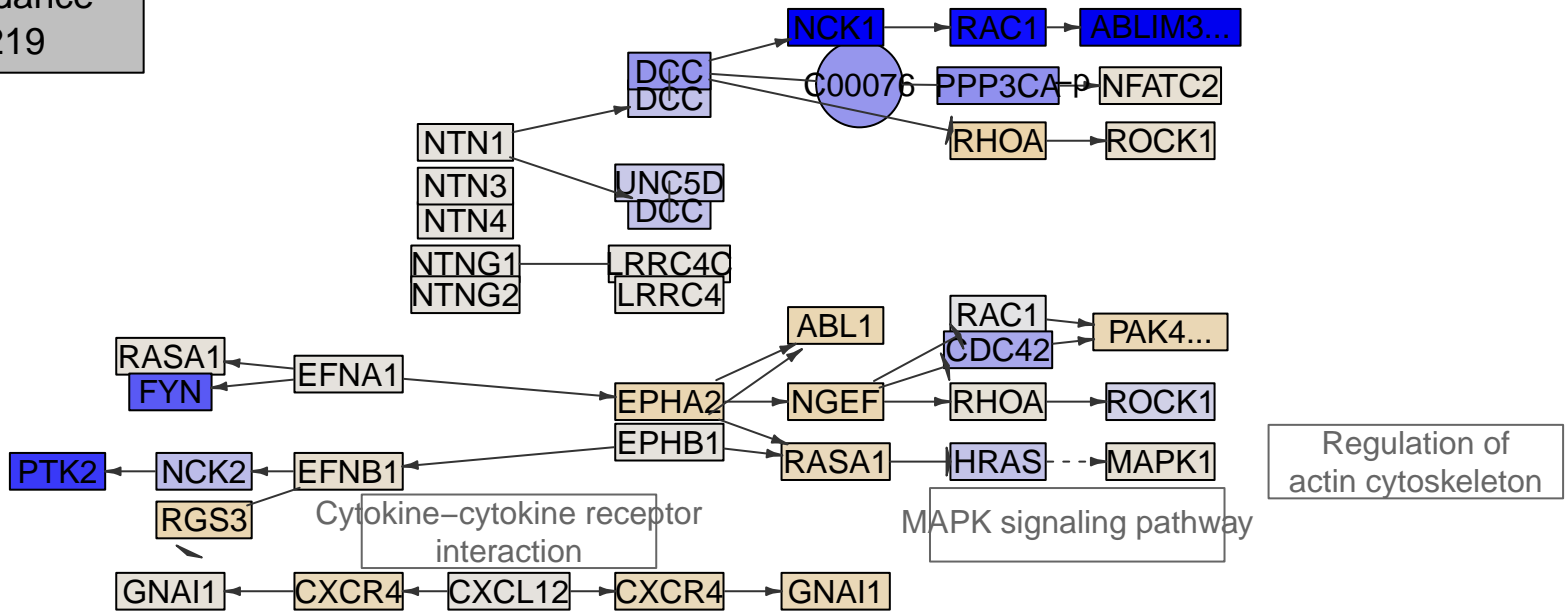 dance
219
NCK1
RAC1
ABLIM3...
DCC
DCC
C00076
PPP3CA
-p
NFATC2
NTN1
RHOA
ROCK1
NTN3
NTN4
UNC5D
DCC
NTNG1
NTNG2
LRRC4C
LRRC4
ABL1
RAC1
CDC42
PAK4...
RASA1
FYN
EFNA1
EPHA2
NGEF
RHOA
ROCK1
EPHB1
PTK2
NCK2
EFNB1
RASA1
HRAS
MAPK1
Regulation of
actin cytoskeleton
RGS3
Cytokine−cytokine receptor
interaction
MAPK signaling pathway
GNAI1
CXCR4
CXCL12
CXCR4
GNAI1